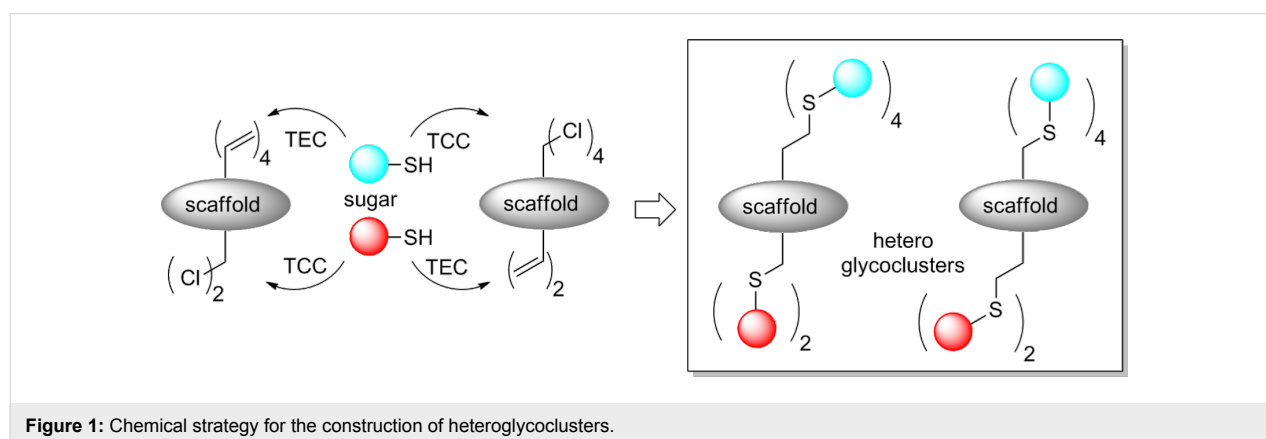 TEC
TCC
( Cl )4
( )4
SH
scaffold
sugar
scaffold
SH
TCC
TEC
( Cl )2
( )2
S
( )4
S
( )4
scaffold
scaffold
hetero
glycoclusters
S
( )2
S
( )2
Figure 1: Chemical strategy for the construction of heteroglycoclusters.